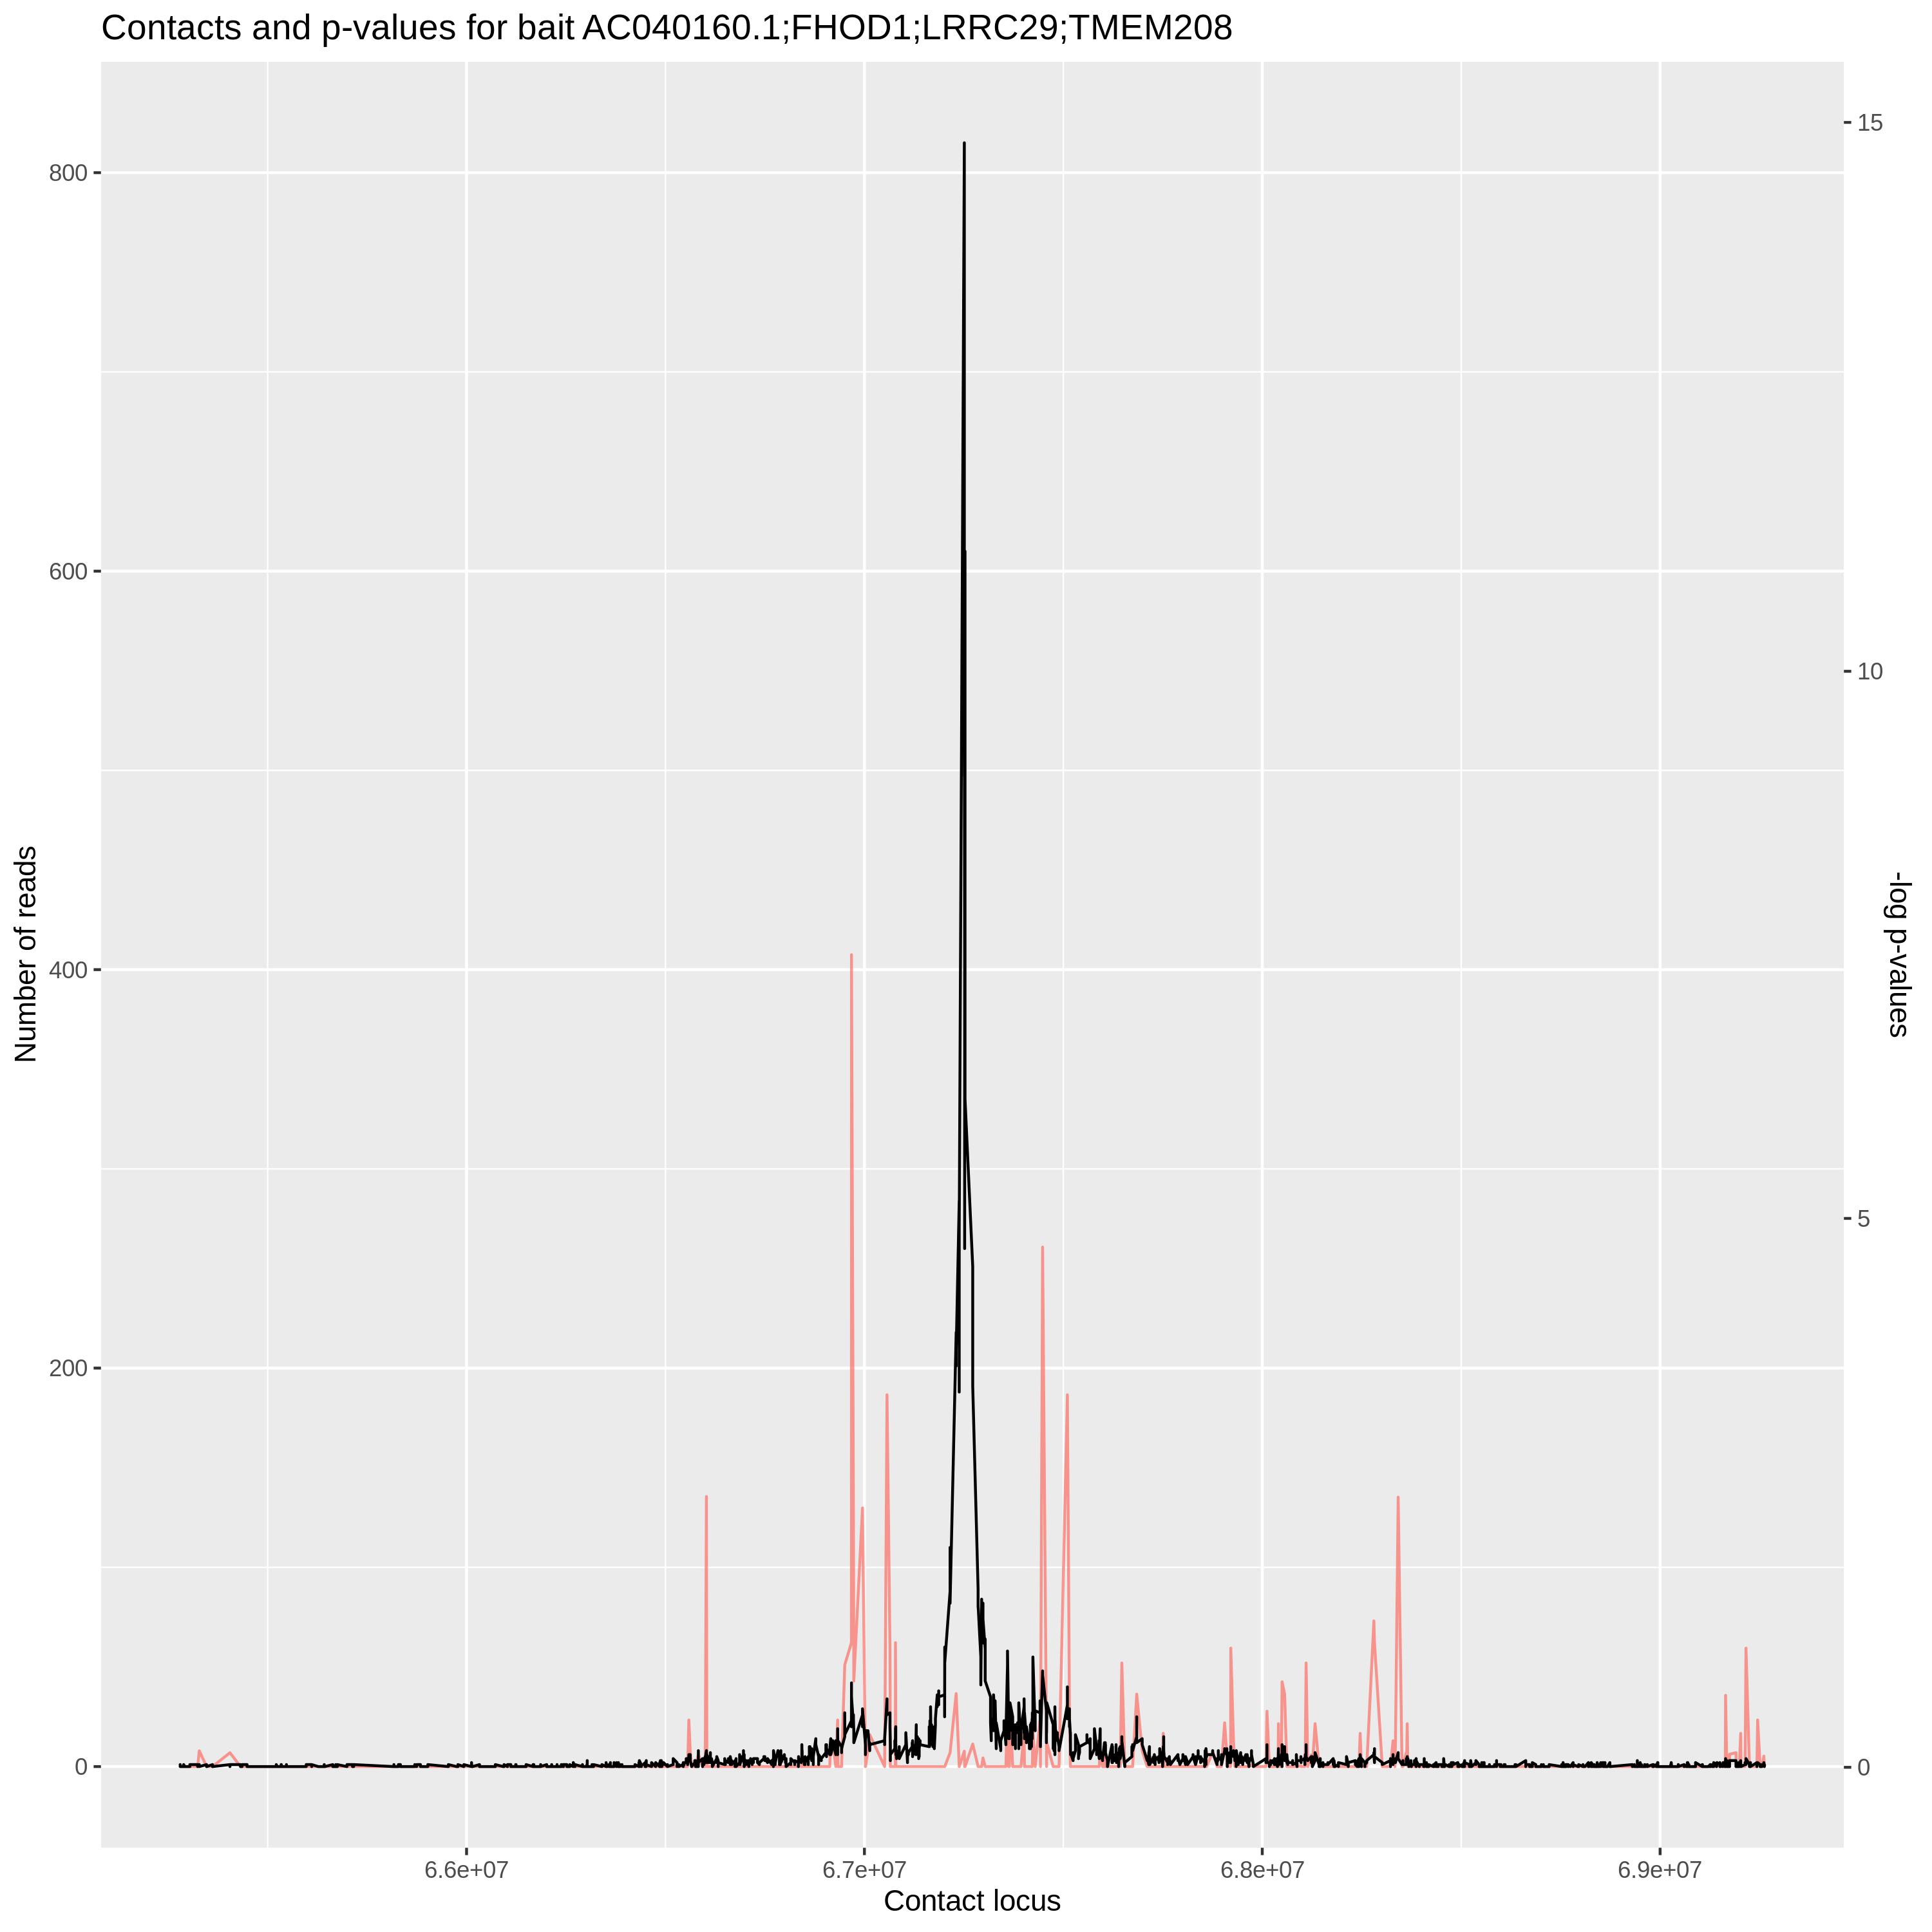 Contacts and p-values for bait AC040160.1;FHOD1;LRRC29;TMEM208
800
600
400
200
0
Number of reads
15
10
5
0
-log p-values
6.6e+07
6.7e+07
6.8e+07
6.9e+07
Contact locus